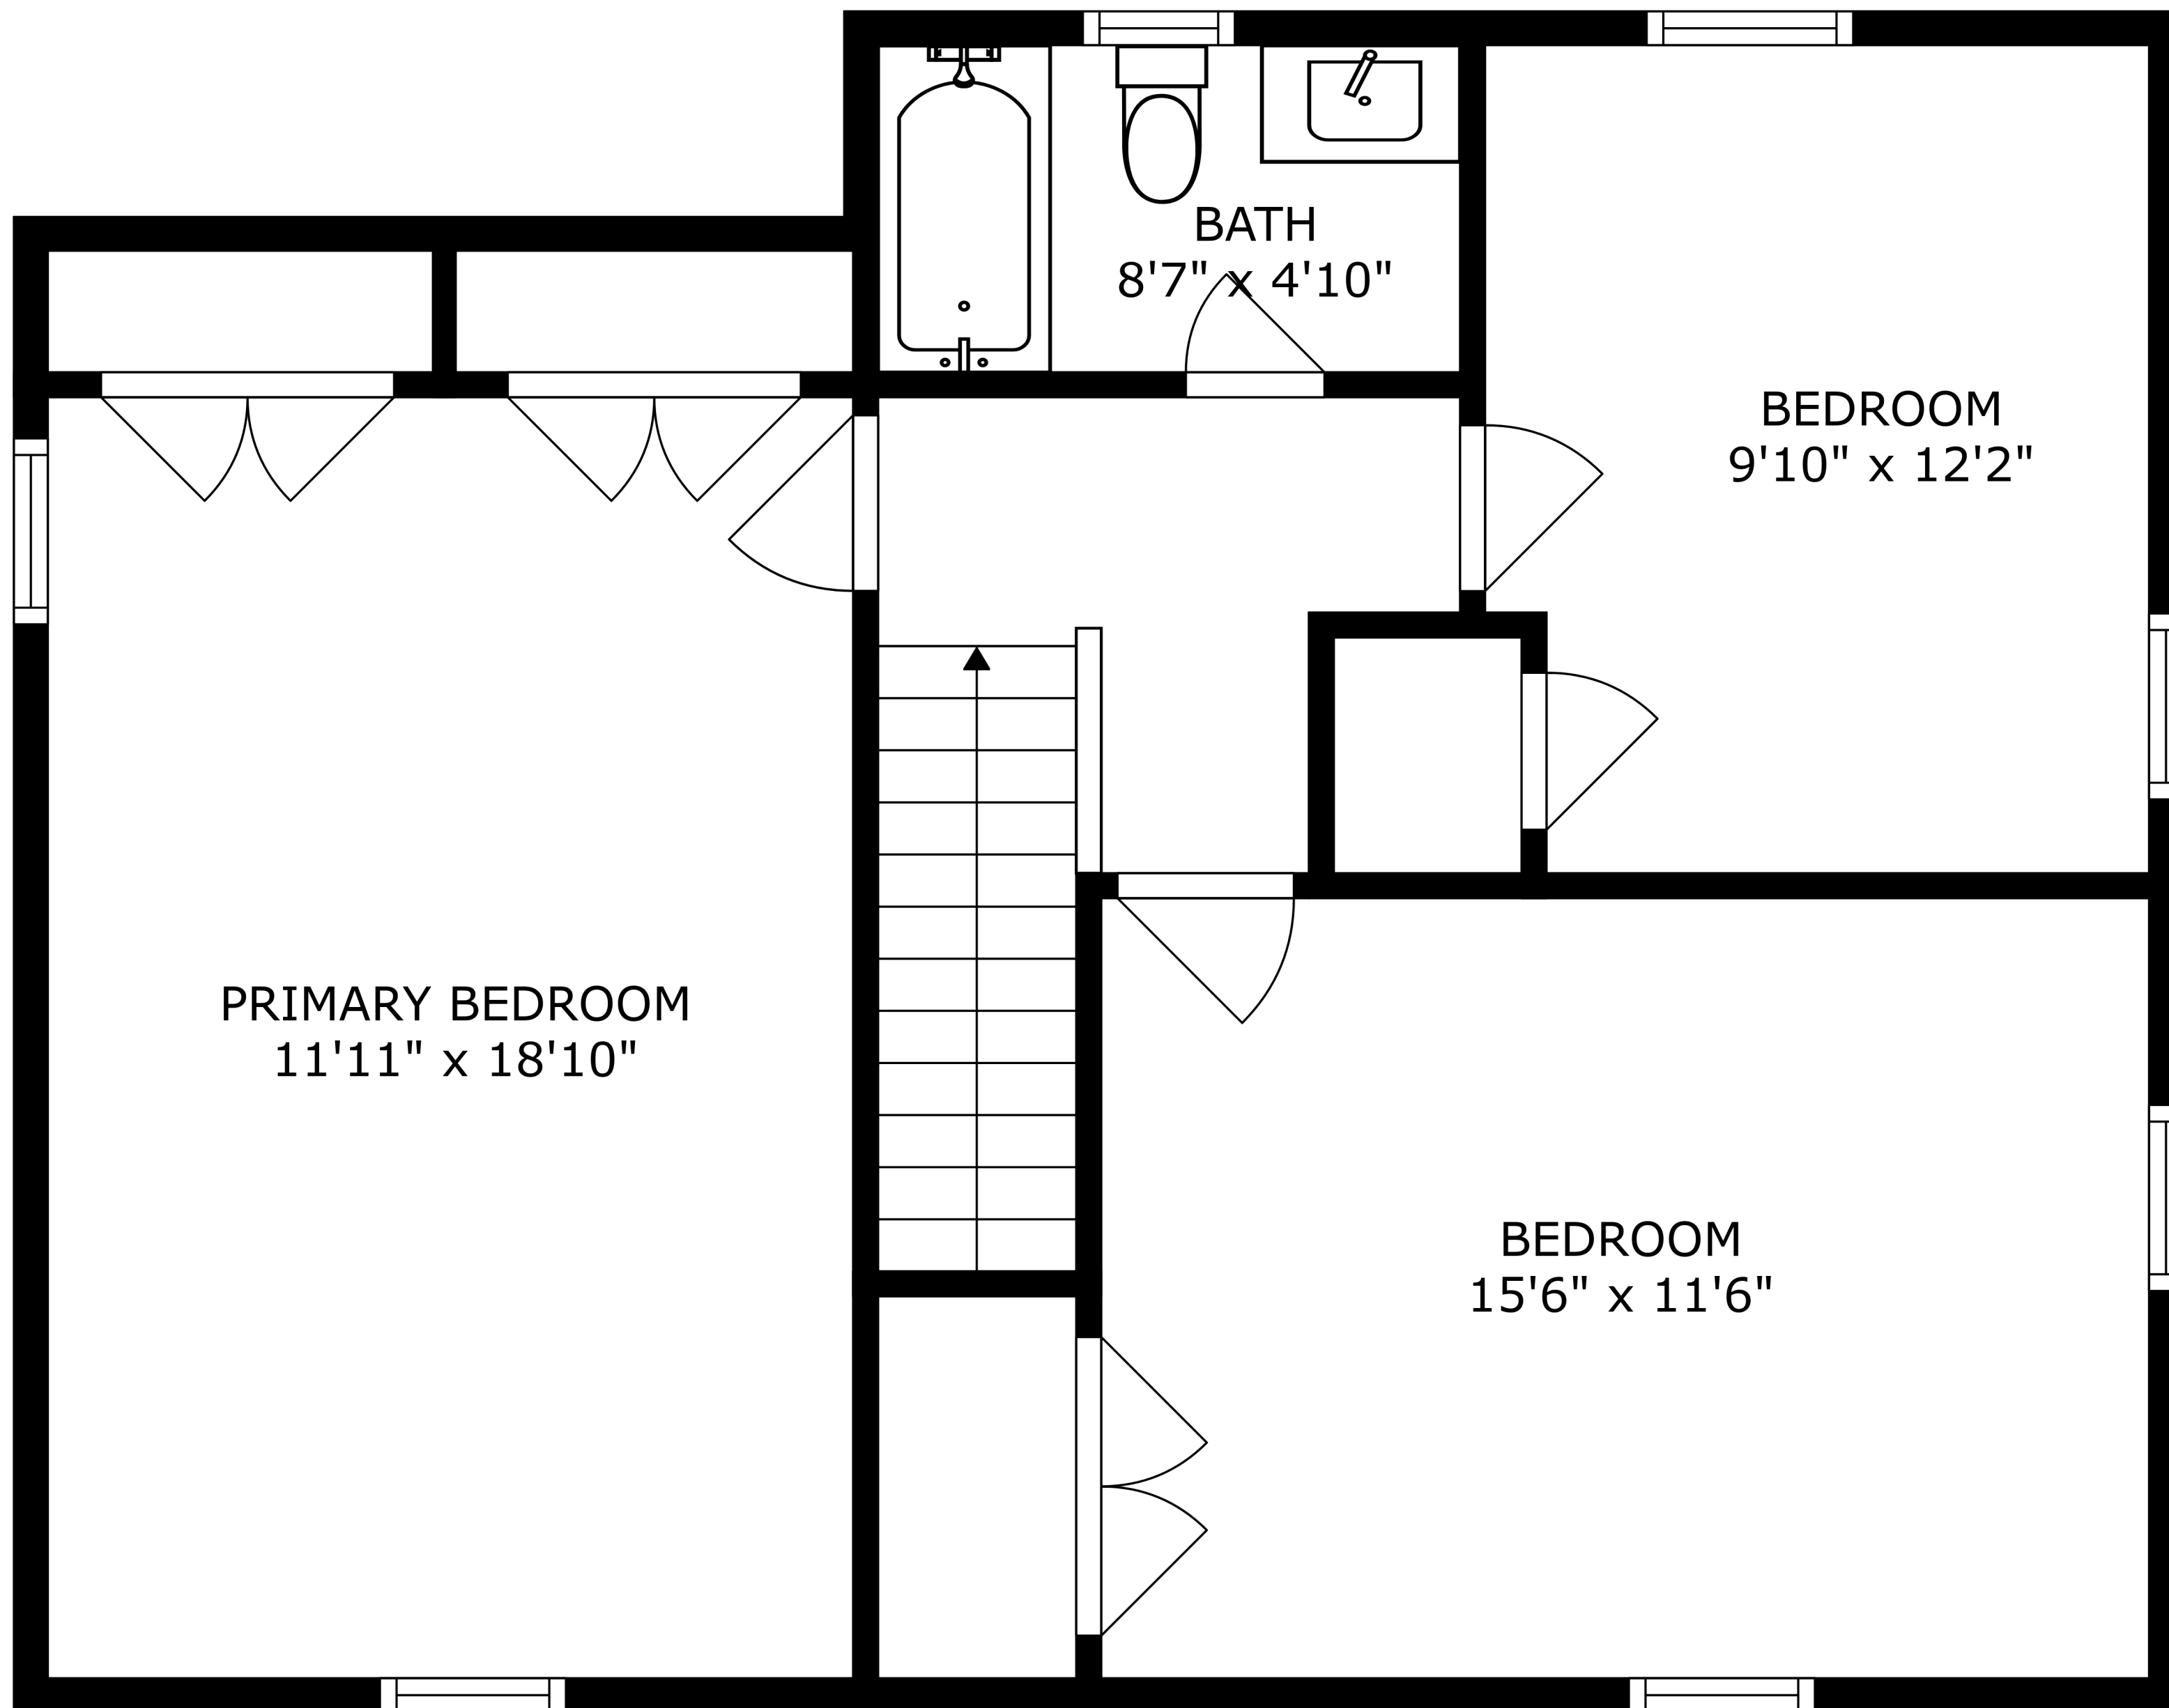 BATH
8'7" x 4'10"
BEDROOM
9'10" x 12'2"
PRIMARY BEDROOM
11'11" x 18'10"
BEDROOM
15'6" x 11'6"